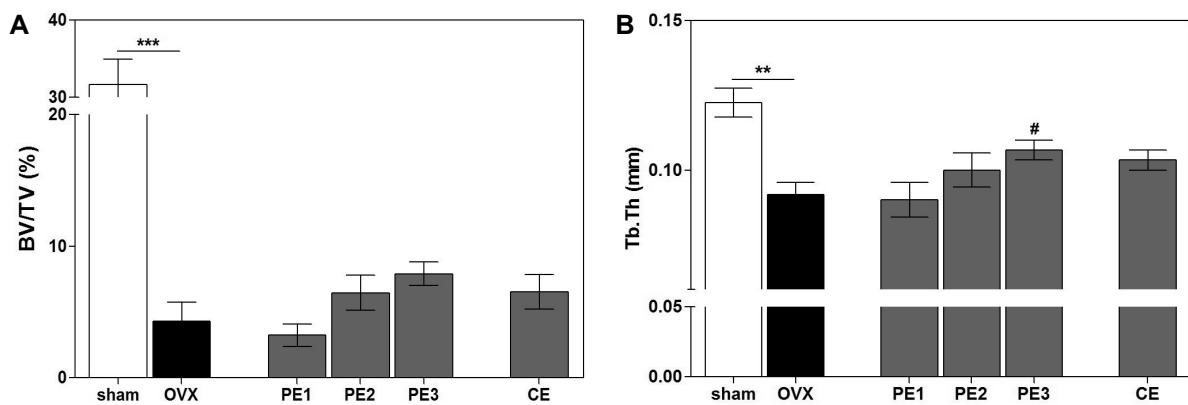 A
BV/TV (%)
40
30
20
10
0
***
sham OVX PE1 PE2 PE3 CE
B
Tb.Th (mm)
0.15
0.10
0.05
0.00
**
#
sham OVX PE1 PE2 PE3 CE